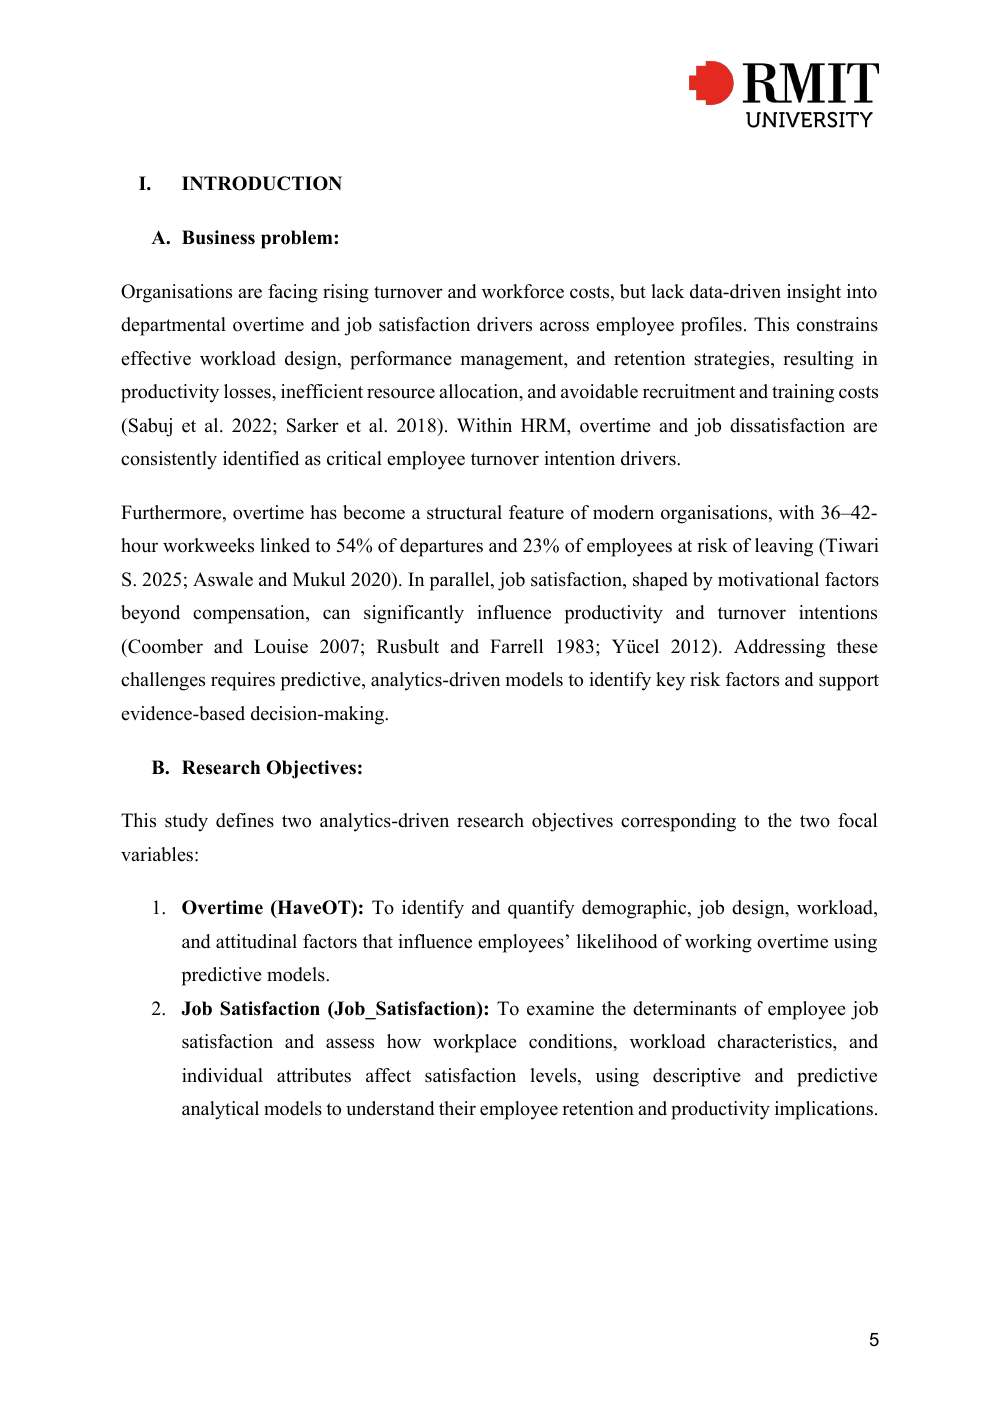 RMIT
UNIVERSITY
I. INTRODUCTION
A. Business problem:
Organisations are facing rising turnover and workforce costs, but lack data-driven insight into
departmental overtime and job satisfaction drivers across employee profiles. This constrains
effective workload design, performance management, and retention strategies, resulting in
productivity losses, inefficient resource allocation, and avoidable recruitment and training costs
(Sabuj et al. 2022; Sarker et al. 2018). Within HRM, overtime and job dissatisfaction are
consistently identified as critical employee turnover intention drivers.
Furthermore, overtime has become a structural feature of modern organisations, with 36–42-
hour workweeks linked to 54% of departures and 23% of employees at risk of leaving (Tiwari
S. 2025; Aswale and Mukul 2020). In parallel, job satisfaction, shaped by motivational factors
beyond compensation, can significantly influence productivity and turnover intentions
(Coomber and Louise 2007; Rusbult and Farrell 1983; Yücel 2012). Addressing these
challenges requires predictive, analytics-driven models to identify key risk factors and support
evidence-based decision-making.
B. Research Objectives:
This study defines two analytics-driven research objectives corresponding to the two focal
variables:
1. Overtime (HaveOT): To identify and quantify demographic, job design, workload,
and attitudinal factors that influence employees’ likelihood of working overtime using
predictive models.
2. Job Satisfaction (Job_Satisfaction): To examine the determinants of employee job
satisfaction and assess how workplace conditions, workload characteristics, and
individual attributes affect satisfaction levels, using descriptive and predictive
analytical models to understand their employee retention and productivity implications.
5